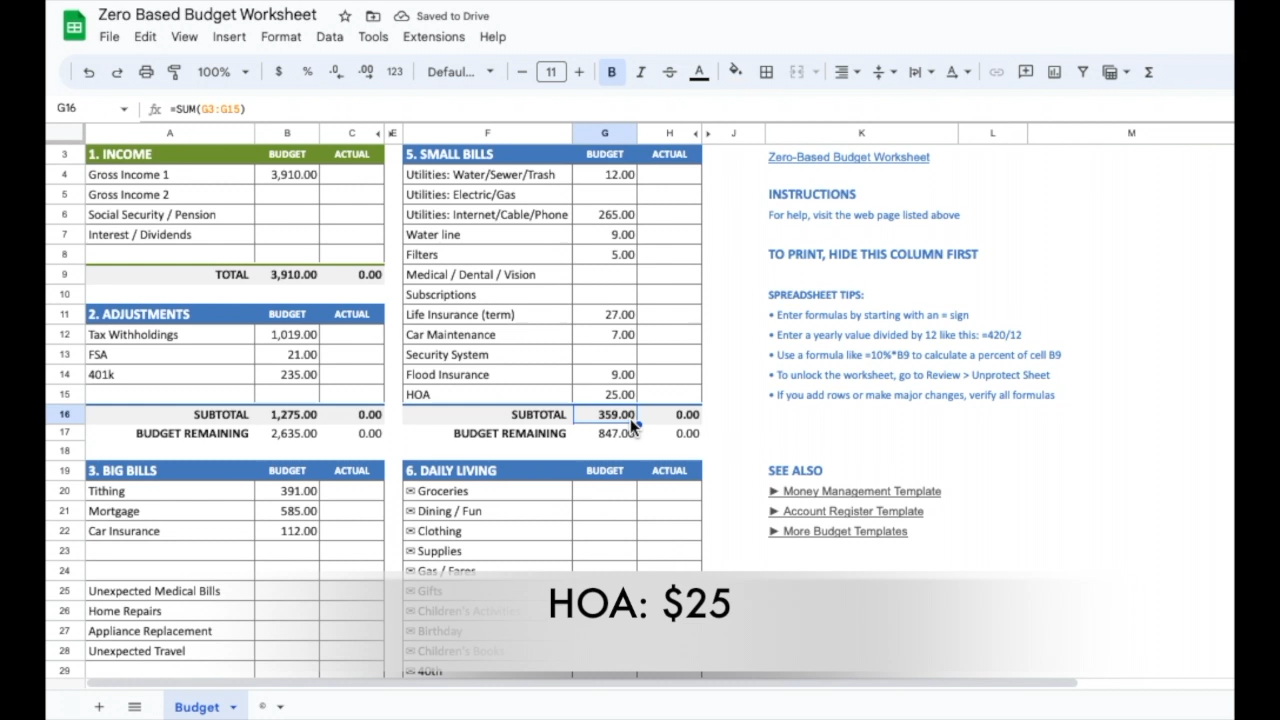 Zero Based Budget Worksheet Saved to Drive
File Edit View Insert Format Data Tools Extensions Help
100% $ % .0 .00 123 Defaul... 11 B I A Σ
G16 fx =SUM(G3:G15)
A B C E F G H J K L M
3 1. INCOME BUDGET ACTUAL 5. SMALL BILLS BUDGET ACTUAL Zero-Based Budget Worksheet
4 Gross Income 1 3,910.00 Utilities: Water/Sewer/Trash 12.00
5 Gross Income 2 Utilities: Electric/Gas INSTRUCTIONS
6 Social Security / Pension Utilities: Internet/Cable/Phone 265.00 For help, visit the web page listed above
7 Interest / Dividends Water line 9.00
8 Filters 5.00 TO PRINT, HIDE THIS COLUMN FIRST
9 TOTAL 3,910.00 0.00 Medical / Dental / Vision
10 Subscriptions SPREADSHEET TIPS:
11 2. ADJUSTMENTS BUDGET ACTUAL Life Insurance (term) 27.00 • Enter formulas by starting with an = sign
12 Tax Withholdings 1,019.00 Car Maintenance 7.00 • Enter a yearly value divided by 12 like this: =420/12
13 FSA 21.00 Security System • Use a formula like =10%*B9 to calculate a percent of cell B9
14 401k 235.00 Flood Insurance 9.00 • To unlock the worksheet, go to Review > Unprotect Sheet
15 HOA 25.00 • If you add rows or make major changes, verify all formulas
16 SUBTOTAL 1,275.00 0.00 SUBTOTAL 359.00 0.00
17 BUDGET REMAINING 2,635.00 0.00 BUDGET REMAINING 847.00 0.00
18
19 3. BIG BILLS BUDGET ACTUAL 6. DAILY LIVING BUDGET ACTUAL SEE ALSO
20 Tithing 391.00 ✉ Groceries ► Money Management Template
21 Mortgage 585.00 ✉ Dining / Fun ► Account Register Template
22 Car Insurance 112.00 ✉ Clothing ► More Budget Templates
23 ✉ Supplies
24 ✉ Gas / Fares
25 Unexpected Medical Bills ✉ Gifts
26 Home Repairs ✉ Children's Activities
27 Appliance Replacement ✉ Birthday
28 Unexpected Travel ✉ Children's Books
29 ✉ 40th
HOA: $25
Budget